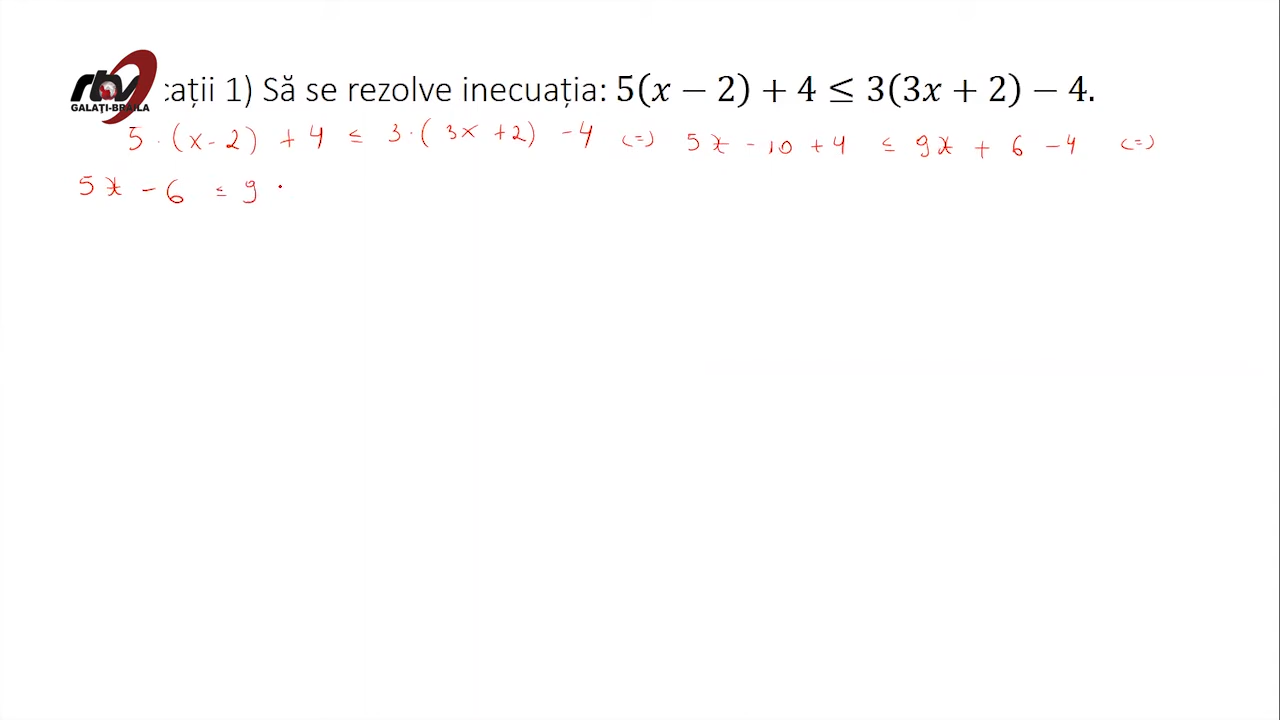 rtv
GALAȚI-BRĂILA
cații 1) Să se rezolve inecuația: 5(x − 2) + 4 ≤ 3(3x + 2) − 4.
5·(x-2) + 4 ≤ 3·(3x+2) -4 (=) 5x -10 +4 ≤ 9x + 6 -4 (=)
5x - 6 ≤ 9